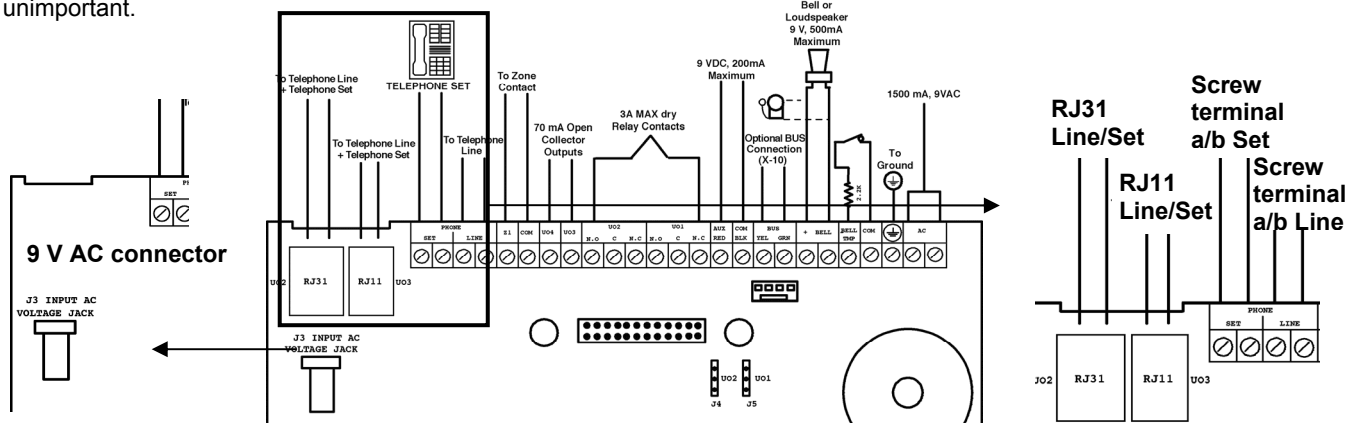 unimportant.
9 V AC connector
SET
J3 INPUT AC
VOLTAGE JACK
To Telephone Line
+ Telephone Set
To Telephone Line
+ Telephone Set
TELEPHONE SET
To Telephone
Line
To Zone
Contact
70 mA Open
Collector
Outputs
3A MAX dry
Relay Contacts
9 VDC, 200mA
Maximum
Optional BUS
Connection
(X-10)
Bell or
Loudspeaker
9 V, 500mA
Maximum
2.2K
To
Ground
1500 mA, 9VAC
PHONE
SET LINE
Z1 COM UO4 UO3
UO2
N.O C N.C
UO1
N.O C N.C
AUX COM
RED BLK
BUS
YEL GRN
+ BELL
BELL COM
TMP
AC
UO2 RJ31 RJ11 UO3
J3 INPUT AC
VOLTAGE JACK
UO2 UO1
J4 J5
RJ31
Line/Set
RJ11
Line/Set
Screw
terminal
a/b Set
Screw
terminal
a/b Line
PHONE
SET LINE
RJ31 RJ11 UO3